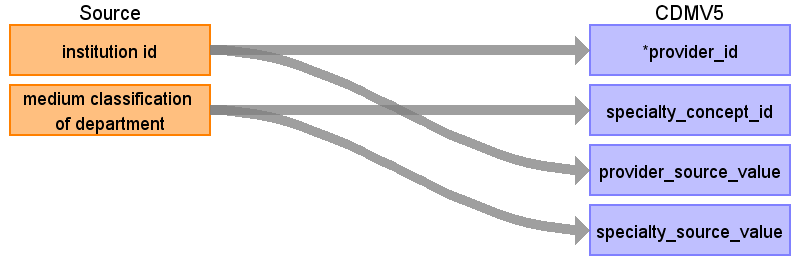 Source
CDMV5
institution id
*provider_id
medium classification
of department
specialty_concept_id
provider_source_value
specialty_source_value